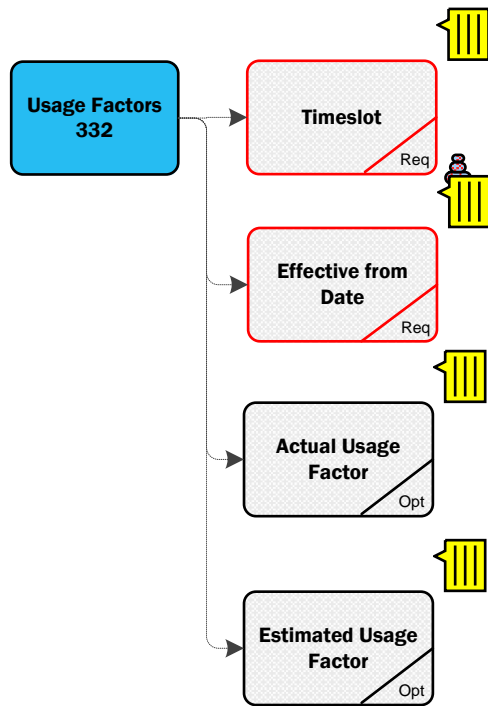 Usage Factors
332
Timeslot
Req
Effective from
Date
Req
Actual Usage
Factor
Opt
Estimated Usage
Factor
Opt